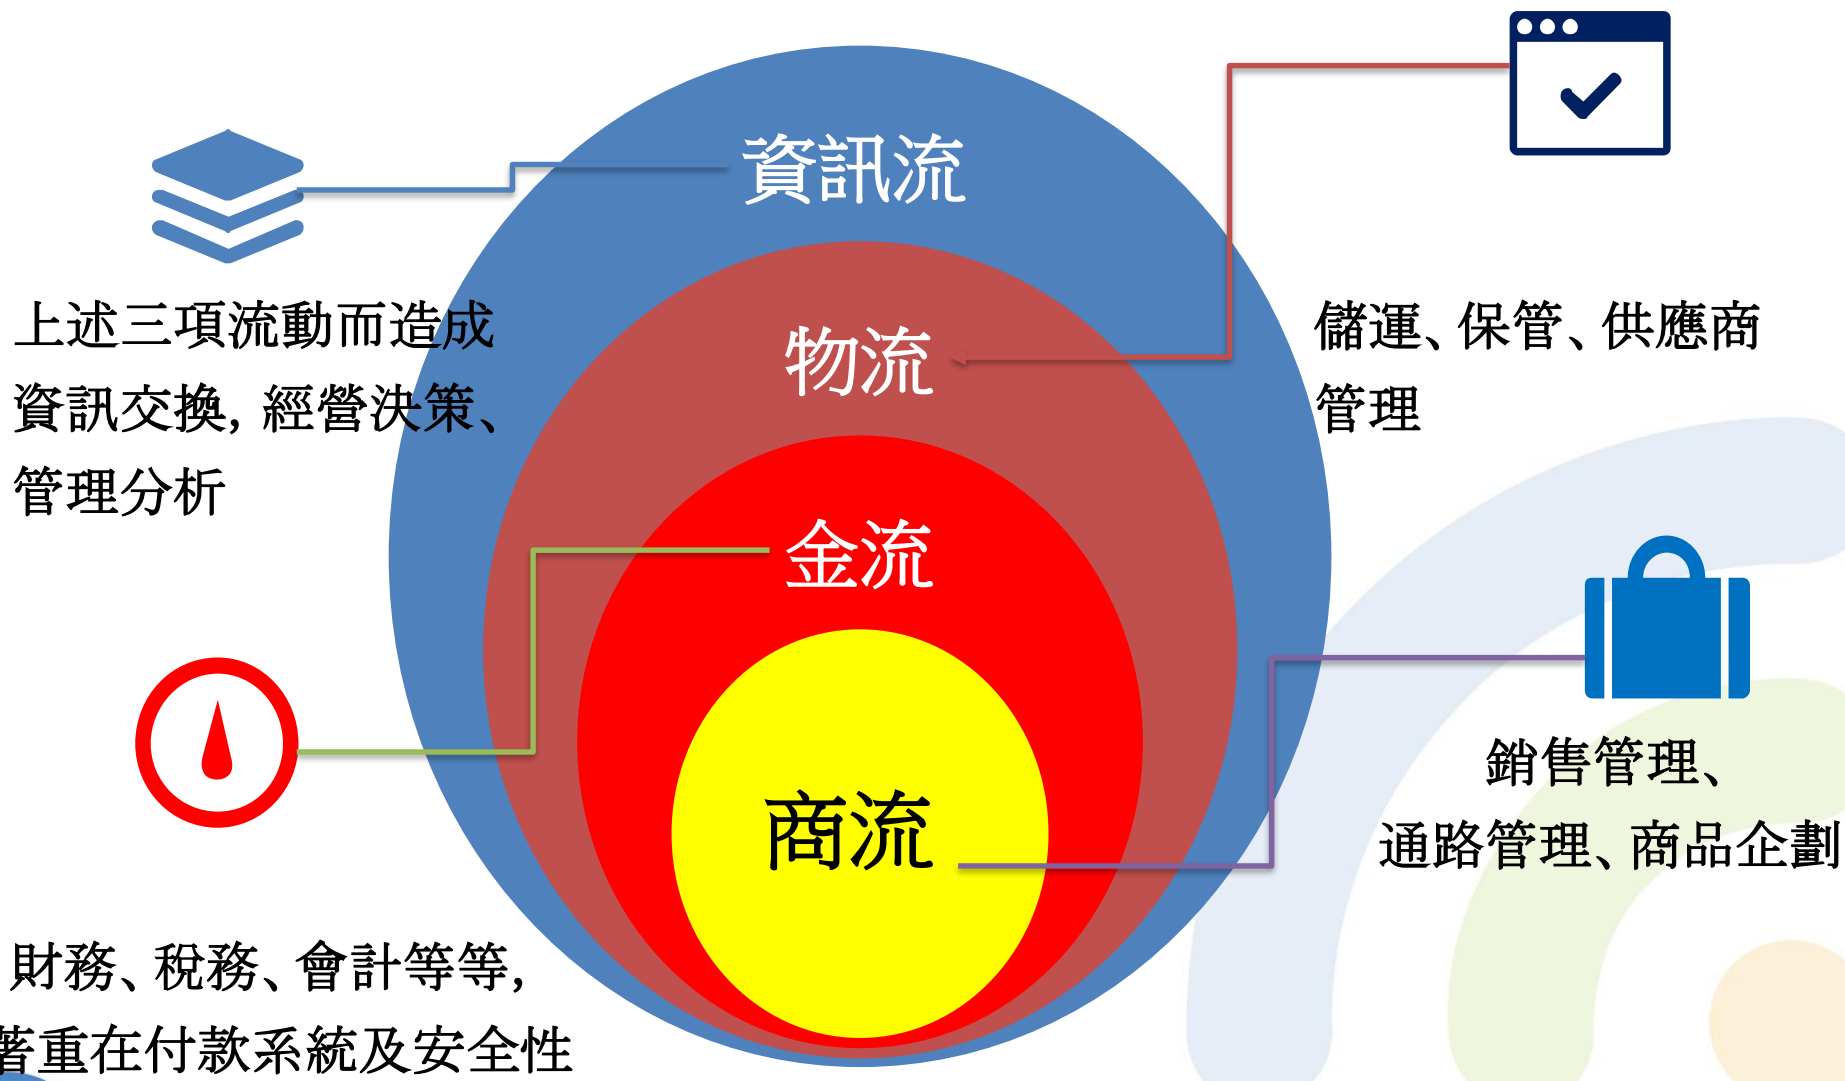 資訊流
上述三項流動而造成
資訊交換, 經營決策、
管理分析
物流
儲運、保管、供應商
管理
金流
財務、稅務、會計等等,
著重在付款系統及安全性
商流
銷售管理、
通路管理、商品企劃